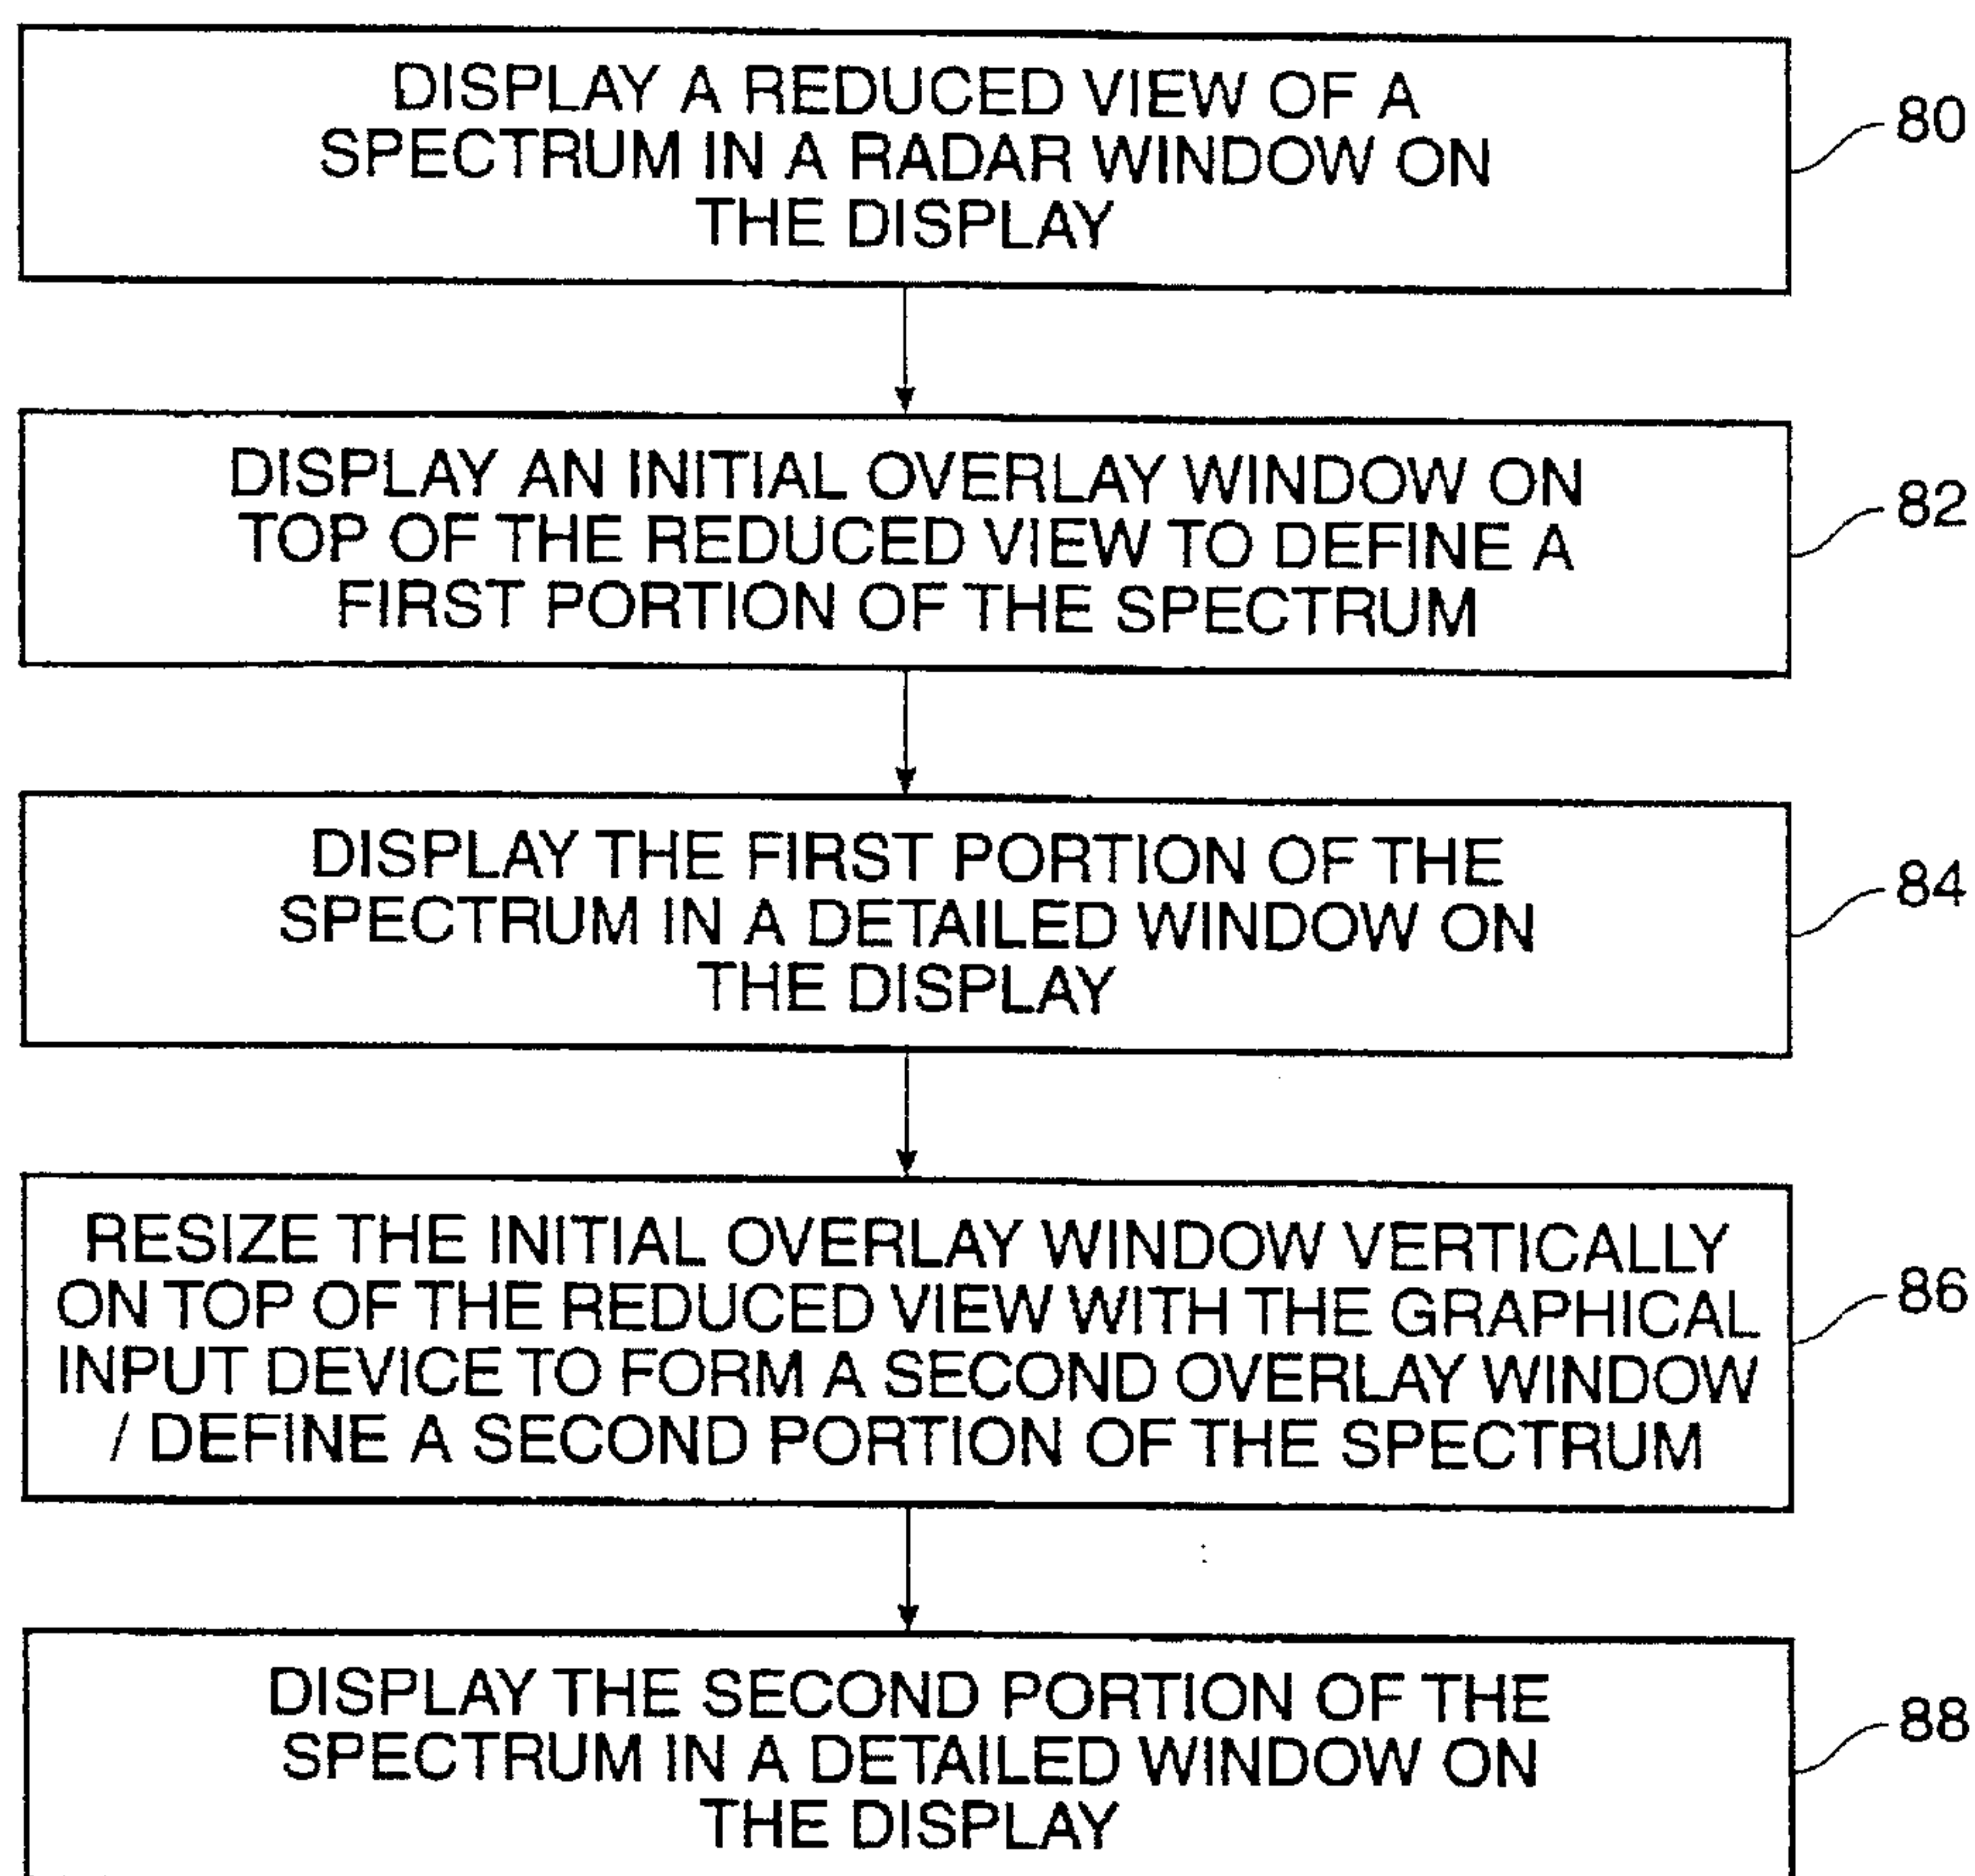 DISPLAY A REDUCED VIEW OF A
SPECTRUM IN A RADAR WINDOW ON
THE DISPLAY
80
DISPLAY AN INITIAL OVERLAY WINDOW ON
TOP OF THE REDUCED VIEW TO DEFINE A
FIRST PORTION OF THE SPECTRUM
82
DISPLAY THE FIRST PORTION OF THE
SPECTRUM IN A DETAILED WINDOW ON
THE DISPLAY
84
RESIZE THE INITIAL OVERLAY WINDOW VERTICALLY
ON TOP OF THE REDUCED VIEW WITH THE GRAPHICAL
INPUT DEVICE TO FORM A SECOND OVERLAY WINDOW
/ DEFINE A SECOND PORTION OF THE SPECTRUM
86
DISPLAY THE SECOND PORTION OF THE
SPECTRUM IN A DETAILED WINDOW ON
THE DISPLAY
88